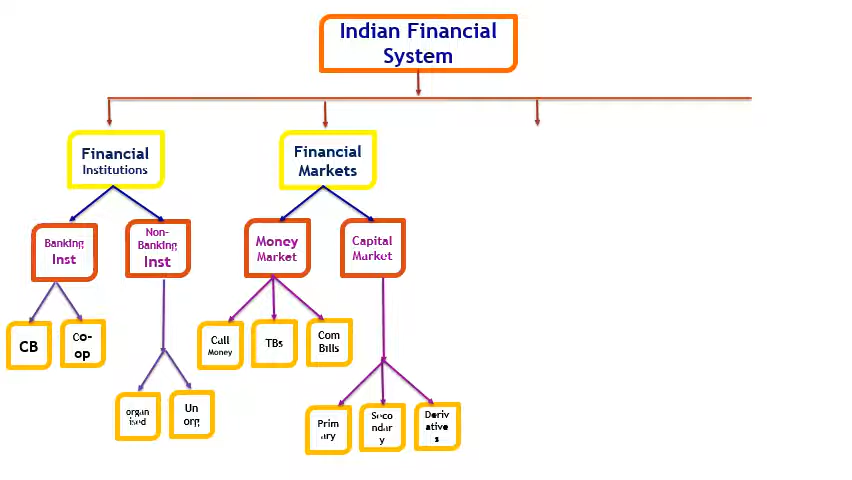 Indian Financial
System
Financial
Institutions
Financial
Markets
Banking
Inst
Non-
Banking
Inst
Money
Market
Capital
Market
CB
Co-
op
Call
Money
TBs
Com
Bills
organ
ised
Un
org
Prim
ary
Seco
ndar
y
Deriv
ative
s